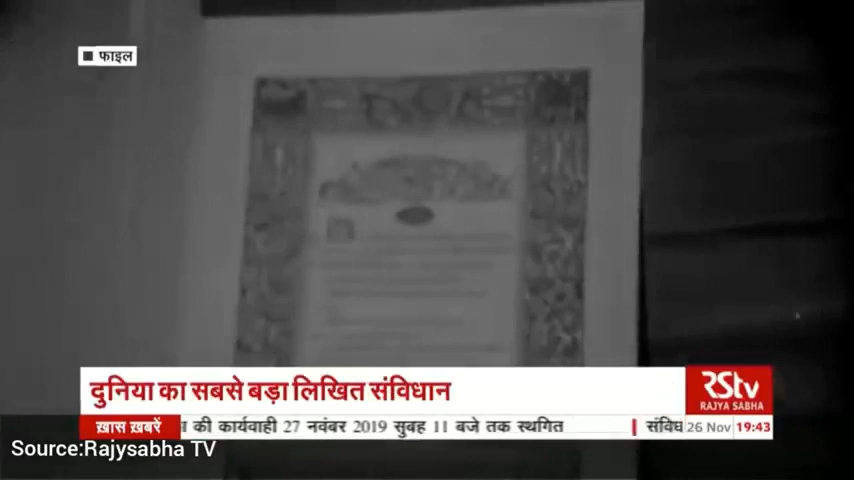 फाइल
दुनिया का सबसे बड़ा लिखित संविधान
RStv
RAJYA SABHA
ख़ास ख़बरें
की कार्यवाही 27 नवंबर 2019 सुबह 11 बजे तक स्थगित
26 Nov 19:43
Source:Rajysabha TV